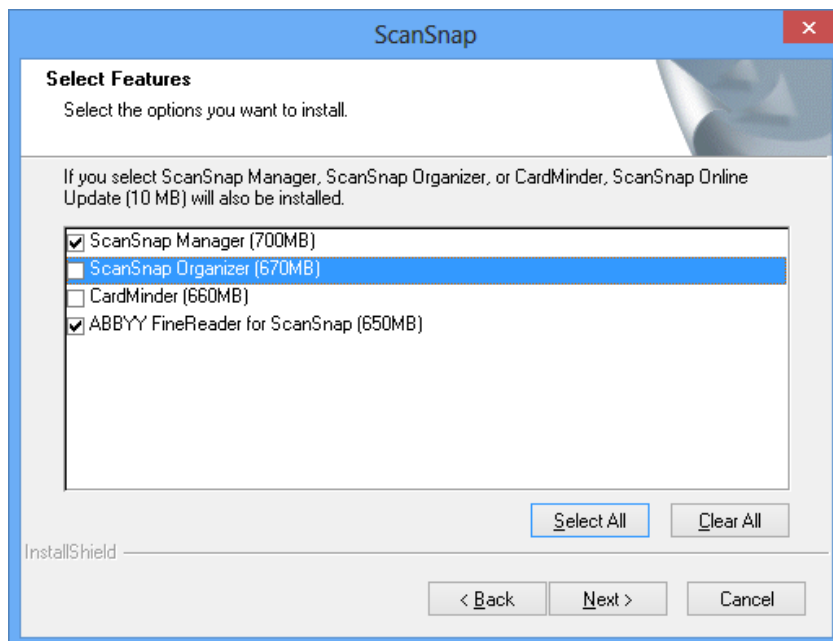 ScanSnap
Select Features
Select the options you want to install.
If you select ScanSnap Manager, ScanSnap Organizer, or CardMinder, ScanSnap Online
Update (10 MB) will also be installed.
ScanSnap Manager (700MB)
ScanSnap Organizer (670MB)
CardMinder (660MB)
ABBYY FineReader for ScanSnap (650MB)
Select All
Clear All
InstallShield
< Back
Next >
Cancel